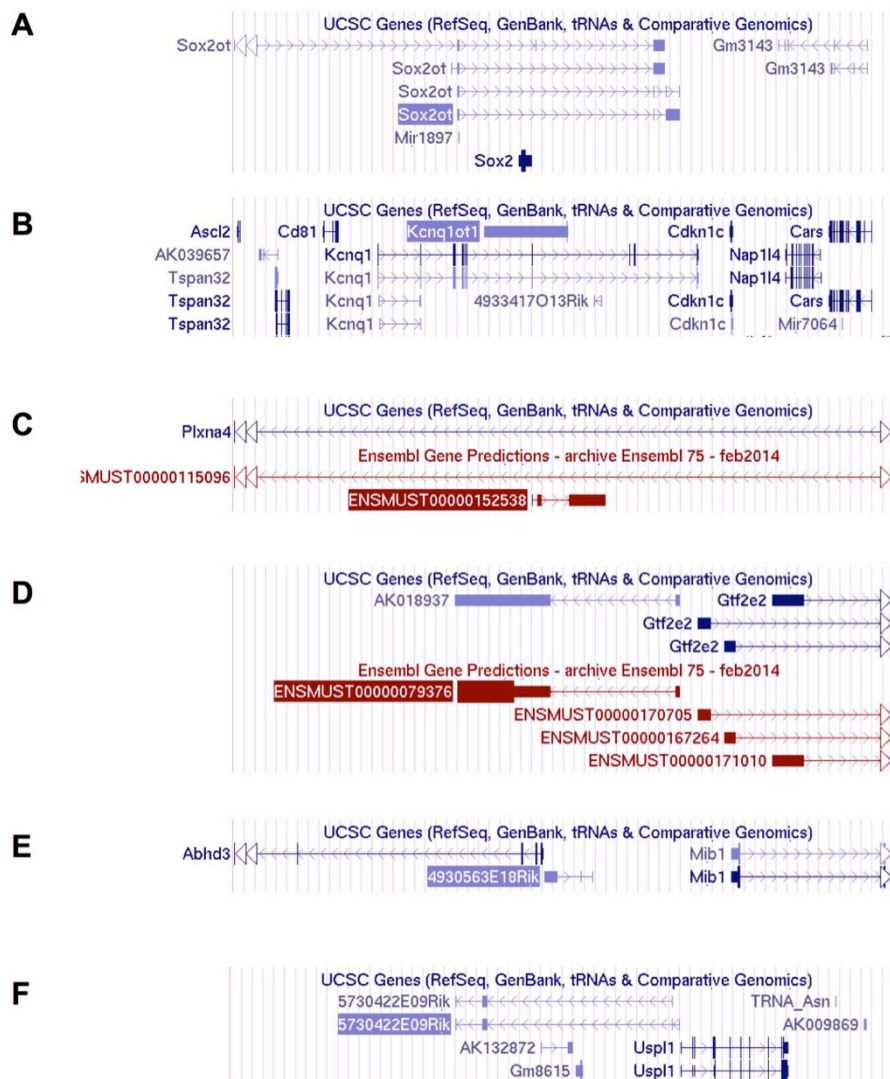 A
UCSC Genes (RefSeq, GenBank, tRNAs & Comparative Genomics)
Sox2ot Gm3143
Sox2ot Gm3143
Sox2ot
Sox2ot
Mir1897
Sox2
B
UCSC Genes (RefSeq, GenBank, tRNAs & Comparative Genomics)
Ascl2 Cd81 Kcnq1ot1 Cdkn1c Cars
AK039657 Kcnq1 Nap1l4
Tspan32 Kcnq1 Nap1l4
Tspan32 Kcnq1 4933417O13Rik Cdkn1c Cars
Tspan32 Kcnq1 Cdkn1c Mir7064
C
UCSC Genes (RefSeq, GenBank, tRNAs & Comparative Genomics)
Plxna4
Ensembl Gene Predictions - archive Ensembl 75 - feb2014
SMUST00000115096
ENSMUST00000152538
D
UCSC Genes (RefSeq, GenBank, tRNAs & Comparative Genomics)
AK018937 Gtf2e2
Gtf2e2
Gtf2e2
Ensembl Gene Predictions - archive Ensembl 75 - feb2014
ENSMUST00000079376
ENSMUST00000170705
ENSMUST00000167264
ENSMUST00000171010
E
UCSC Genes (RefSeq, GenBank, tRNAs & Comparative Genomics)
Abhd3 Mib1
4930563E18Rik Mib1
F
UCSC Genes (RefSeq, GenBank, tRNAs & Comparative Genomics)
5730422E09Rik TRNA_Asn
5730422E09Rik AK009869
AK132872 Uspl1
Gm8615 Uspl1